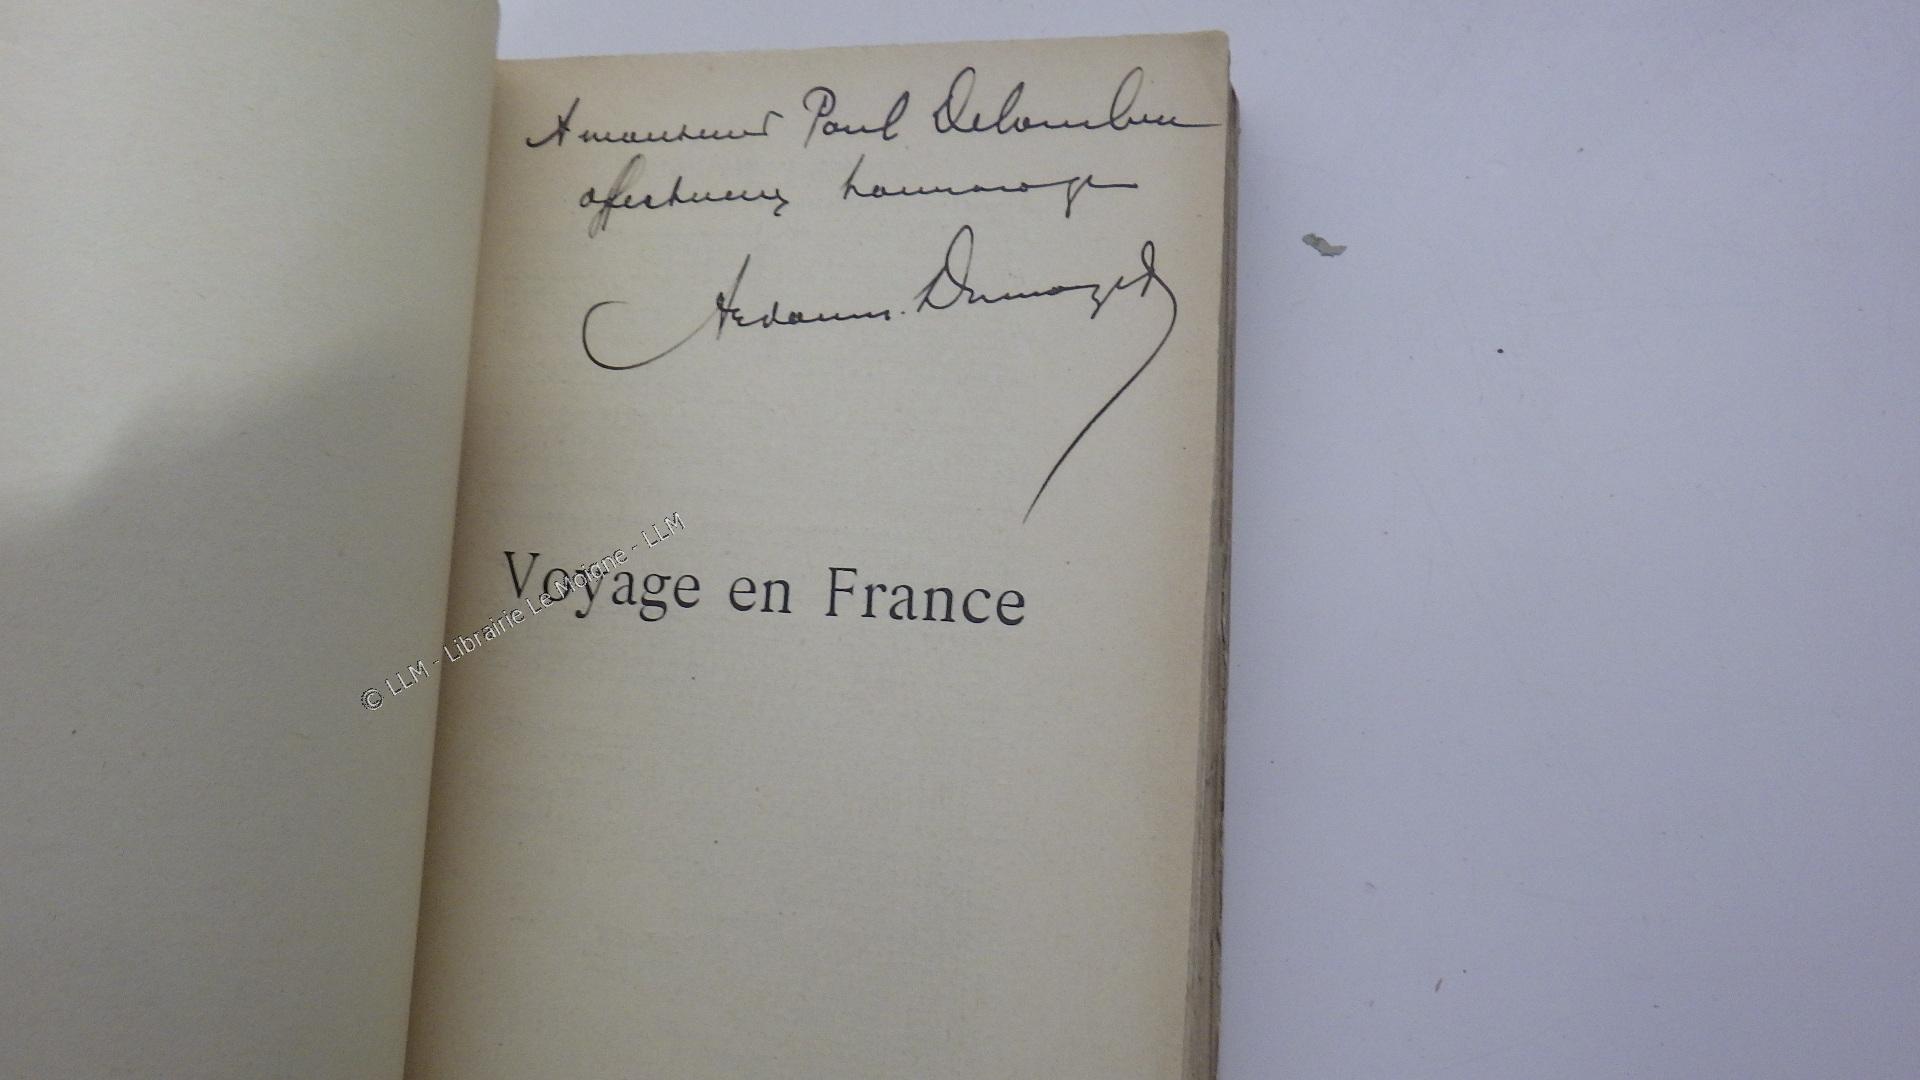 A monsieur Paul Delombre
affectueux hommage
Ardouin. Dumazet
Voyage en France
© LLM - Librairie Le Moigne - LLM